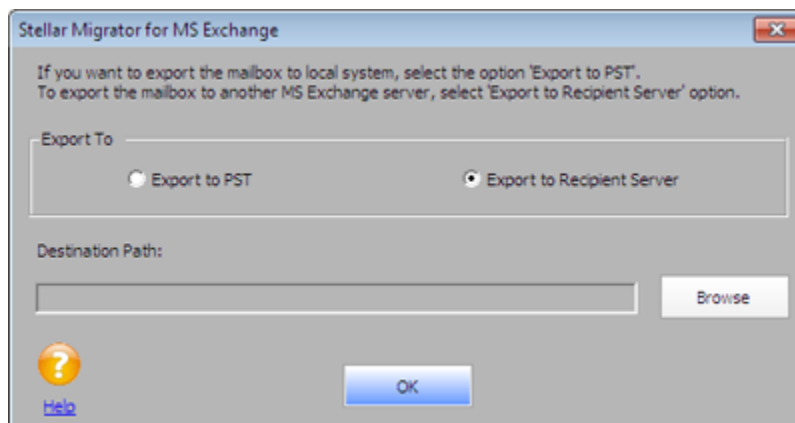 Stellar Migrator for MS Exchange
If you want to export the mailbox to local system, select the option 'Export to PST'.
To export the mailbox to another MS Exchange server, select 'Export to Recipient Server' option.
Export To
Export to PST
Export to Recipient Server
Destination Path:
Browse
?
OK
Help